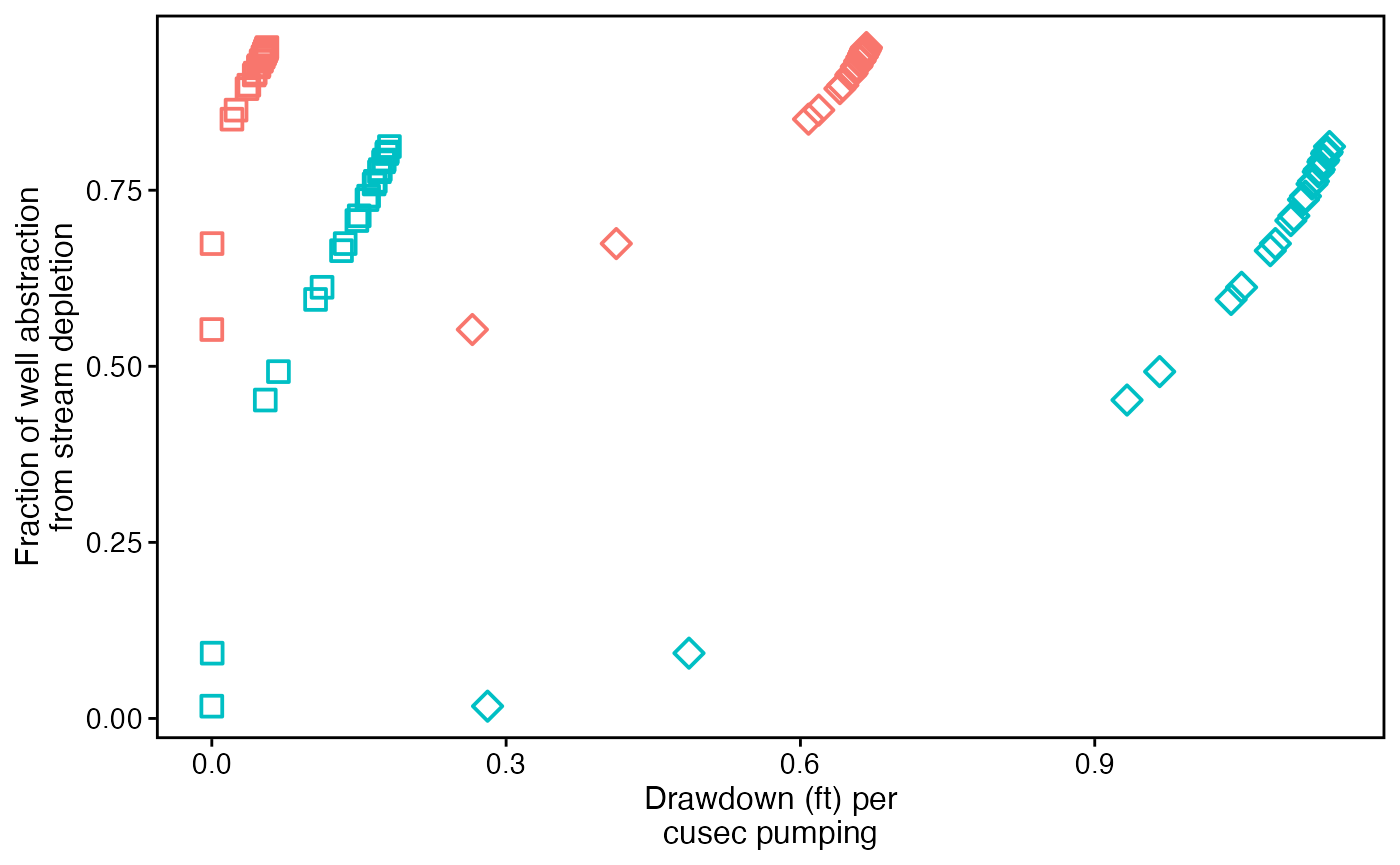 Fraction of well abstraction
from stream depletion
0.75
0.50
0.25
0.00
0.0
0.3
0.6
0.9
Drawdown (ft) per
cusec pumping